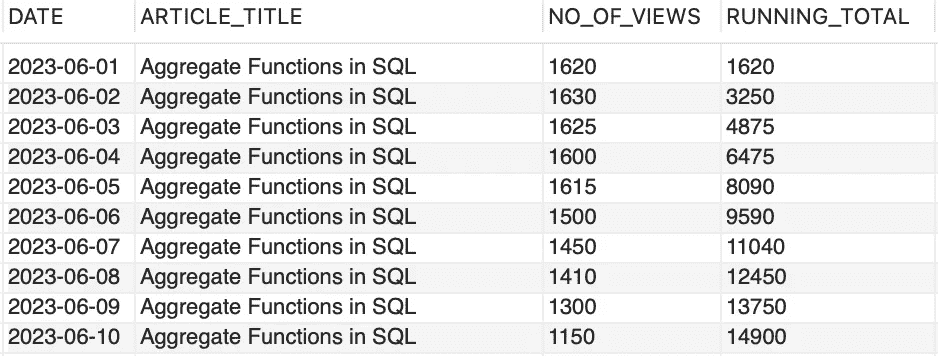 DATE ARTICLE_TITLE NO_OF_VIEWS RUNNING_TOTAL
2023-06-01 Aggregate Functions in SQL 1620 1620
2023-06-02 Aggregate Functions in SQL 1630 3250
2023-06-03 Aggregate Functions in SQL 1625 4875
2023-06-04 Aggregate Functions in SQL 1600 6475
2023-06-05 Aggregate Functions in SQL 1615 8090
2023-06-06 Aggregate Functions in SQL 1500 9590
2023-06-07 Aggregate Functions in SQL 1450 11040
2023-06-08 Aggregate Functions in SQL 1410 12450
2023-06-09 Aggregate Functions in SQL 1300 13750
2023-06-10 Aggregate Functions in SQL 1150 14900